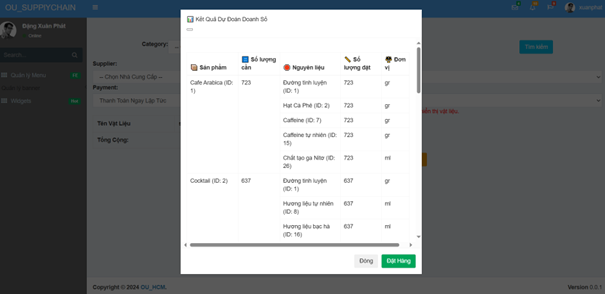 OU_SUPPLYCHAIN
xuanphat
Đặng Xuân Phát
Online
Search...
Quản lý Menu
Widgets
Hot
Category:
Tìm kiếm
Supplier:
-- Chọn Nhà Cung Cấp --
Payment:
Thanh Toán Ngay Lập Tức
Tên Vật Liệu
Tổng Cộng:
Kết Quả Dự Đoán Doanh Số
Sản phẩm Số lượng cần Nguyên liệu Số lượng đặt Đơn vị
Cafe Arabica (ID: 1) 723 Đường tinh luyện (ID: 1) 723 gr
Hạt Cà Phê (ID: 2) 723 gr
Caffeine (ID: 7) 723 gr
Caffeine tự nhiên (ID: 15) 723 gr
Chất tạo ga Nitơ (ID: 26) 723 ml
Cocktail (ID: 2) 637 Đường tinh luyện (ID: 1) 637 gr
Hương liệu tự nhiên (ID: 8) 637 ml
Hương liệu bạc hà (ID: 16) 637 ml
Đóng
Đặt Hàng
Copyright © 2024 OU_HCM.
Version 0.0.1